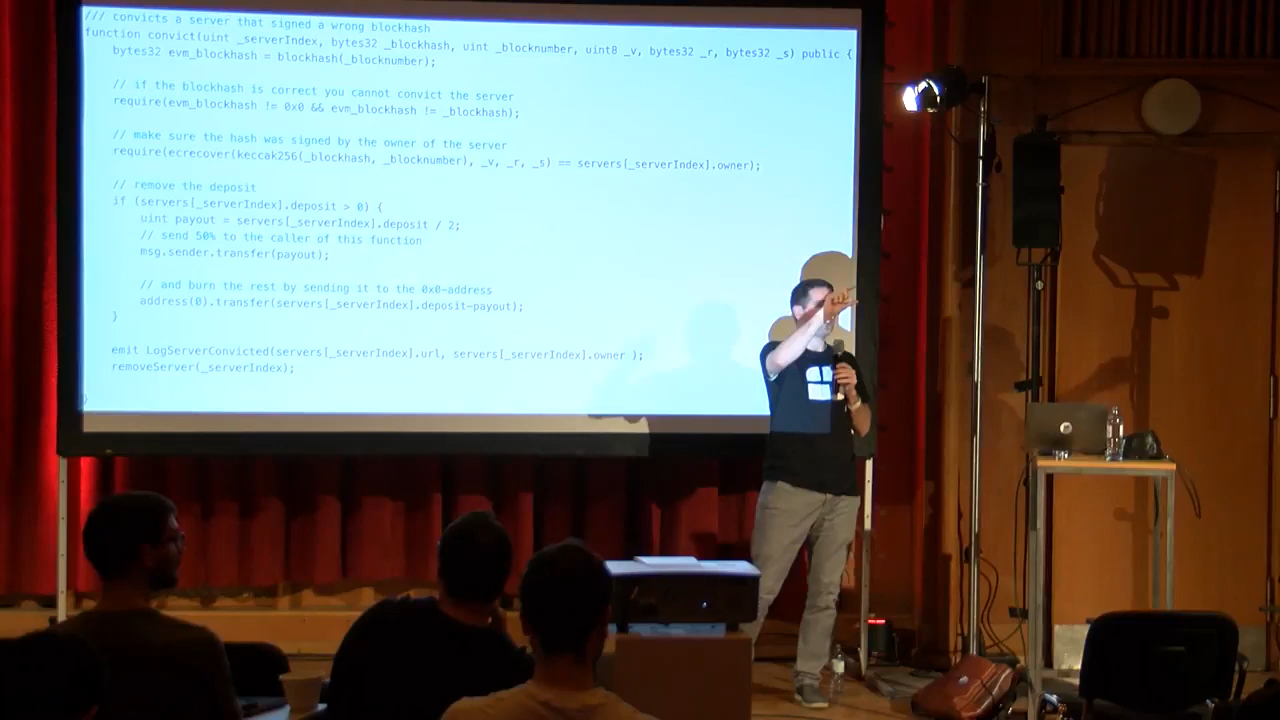 /// convicts a server that signed a wrong blockhash
function convict(uint _serverIndex, bytes32 _blockhash, uint _blocknumber, uint8 _v, bytes32 _r, bytes32 _s) public {
bytes32 evm_blockhash = blockhash(_blocknumber);
// if the blockhash is correct you cannot convict the server
require(evm_blockhash != 0x0 && evm_blockhash != _blockhash);
// make sure the hash was signed by the owner of the server
require(ecrecover(keccak256(_blockhash, _blocknumber), _v, _r, _s) == servers[_serverIndex].owner);
// remove the deposit
if (servers[_serverIndex].deposit > 0) {
uint payout = servers[_serverIndex].deposit / 2;
// send 50% to the caller of this function
msg.sender.transfer(payout);
// and burn the rest by sending it to the 0x0-address
address(0).transfer(servers[_serverIndex].deposit-payout);
}
emit LogServerConvicted(servers[_serverIndex].url, servers[_serverIndex].owner );
removeServer(_serverIndex);
}